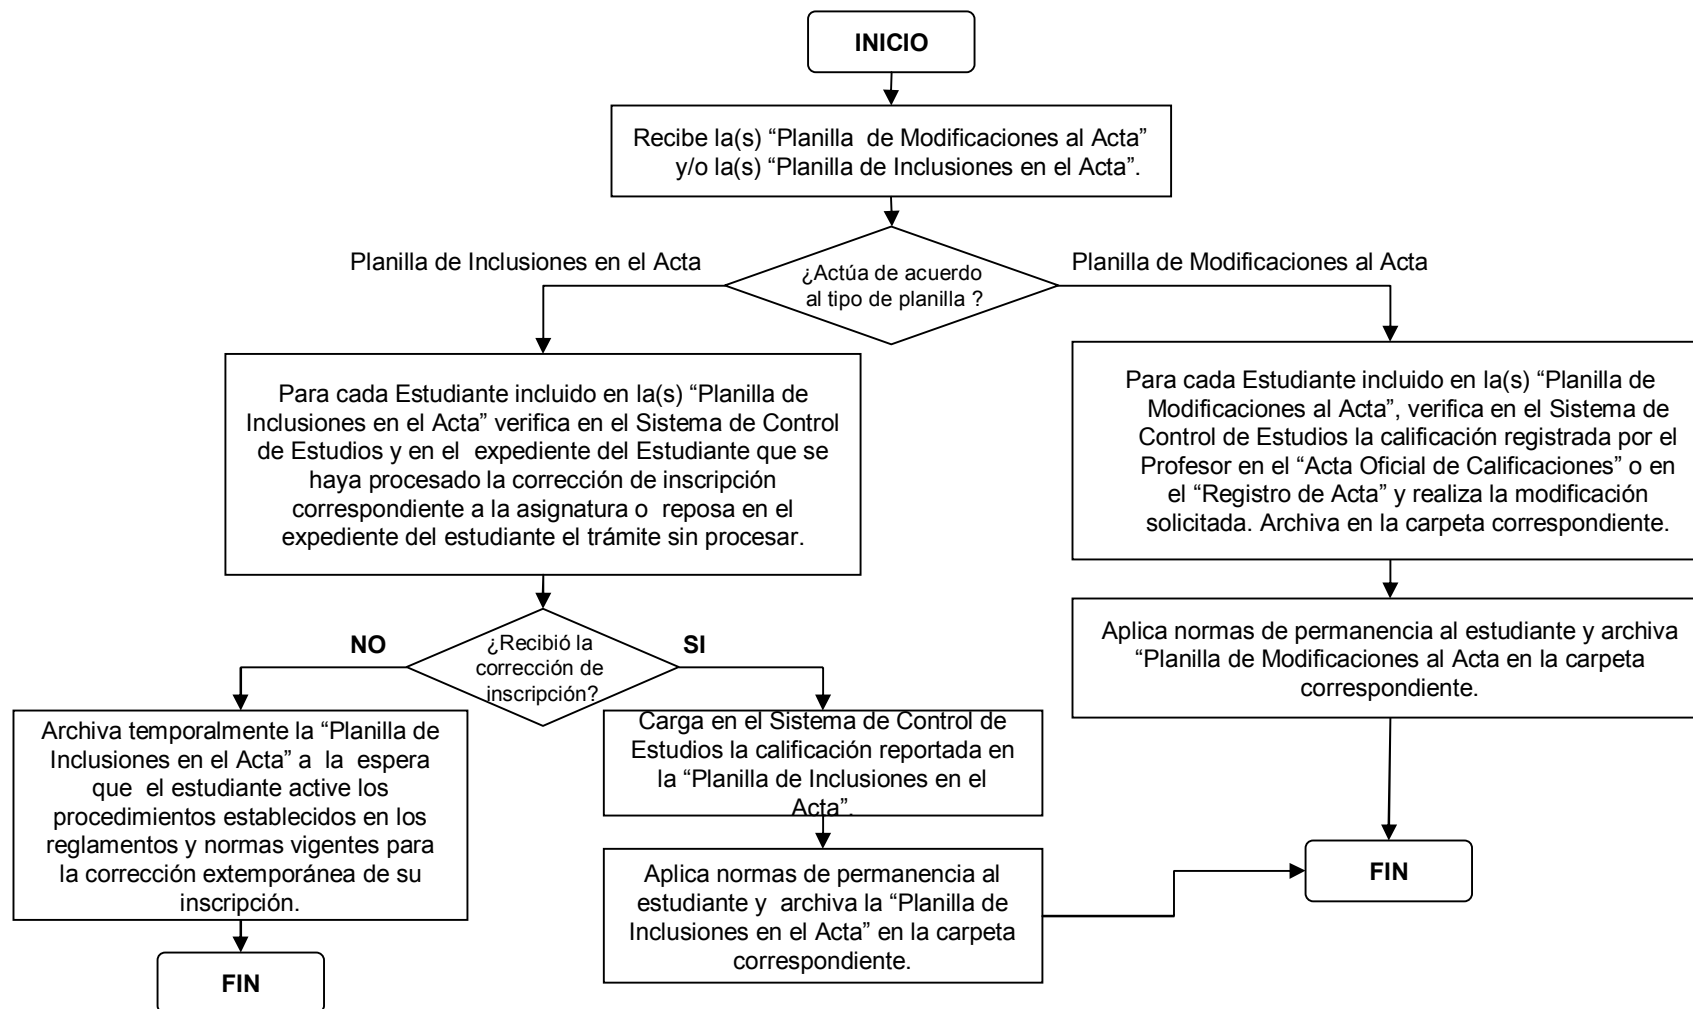 INICIO
Recibe la(s) “Planilla de Modificaciones al Acta”
y/o la(s) “Planilla de Inclusiones en el Acta”.
Planilla de Inclusiones en el Acta
¿Actúa de acuerdo
al tipo de planilla ?
Planilla de Modificaciones al Acta
Para cada Estudiante incluido en la(s) “Planilla de
Inclusiones en el Acta” verifica en el Sistema de Control
de Estudios y en el expediente del Estudiante que se
haya procesado la corrección de inscripción
correspondiente a la asignatura o reposa en el
expediente del estudiante el trámite sin procesar.
Para cada Estudiante incluido en la(s) “Planilla de
Modificaciones al Acta”, verifica en el Sistema de
Control de Estudios la calificación registrada por el
Profesor en el “Acta Oficial de Calificaciones” o en
el “Registro de Acta” y realiza la modificación
solicitada. Archiva en la carpeta correspondiente.
NO
¿Recibió la
corrección de
inscripción?
SI
Aplica normas de permanencia al estudiante y archiva
“Planilla de Modificaciones al Acta en la carpeta
correspondiente.
Archiva temporalmente la “Planilla de
Inclusiones en el Acta” a la espera
que el estudiante active los
procedimientos establecidos en los
reglamentos y normas vigentes para
la corrección extemporánea de su
inscripción.
Carga en el Sistema de Control de
Estudios la calificación reportada en
la “Planilla de Inclusiones en el
Acta”.
Aplica normas de permanencia al
estudiante y archiva la “Planilla de
Inclusiones en el Acta” en la carpeta
correspondiente.
FIN
FIN